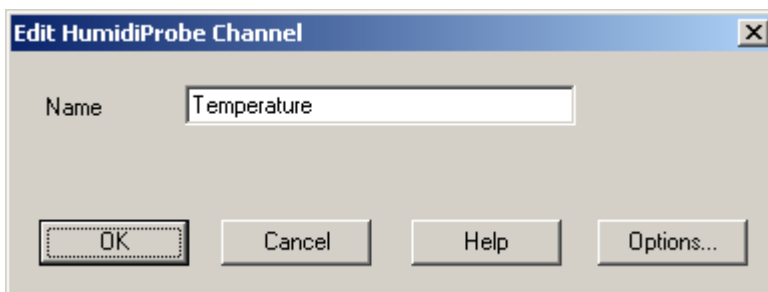 Edit HumidiProbe Channel
Name Temperature
OK Cancel Help Options...